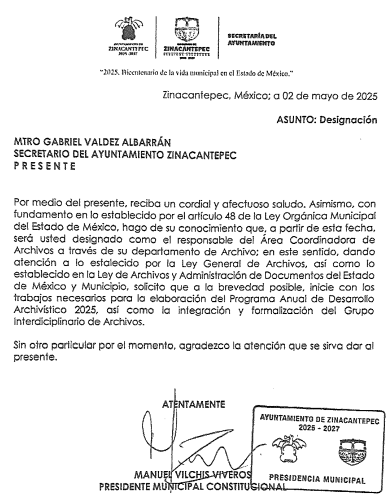 AYUNTAMIENTO DE
ZINACANTEPEC
2025 - 2027
ZINACANTEPEC
SECRETARÍA DEL
AYUNTAMIENTO
"2025. Bicentenario de la vida municipal en el Estado de México."
Zinacantepec, México; a 02 de mayo de 2025
ASUNTO: Designación
MTRO GABRIEL VALDEZ ALBARRÁN
SECRETARIO DEL AYUNTAMIENTO ZINACANTEPEC
P R E S E N T E
Por medio del presente, reciba un cordial y afectuoso saludo. Asimismo, con
fundamento en lo establecido por el artículo 48 de la Ley Orgánica Municipal
del Estado de México, hago de su conocimiento que, a partir de esta fecha,
será usted designado como el responsable del Área Coordinadora de
Archivos a través de su departamento de Archivo; en este sentido, dando
atención a lo establecido por la Ley General de Archivos, así como lo
establecido en la Ley de Archivos y Administración de Documentos del Estado
de México y Municipio, solicito que a la brevedad posible, inicie con los
trabajos necesarios para la elaboración del Programa Anual de Desarrollo
Archivístico 2025, así como la integración y formalización del Grupo
Interdiciplinario de Archivos.
Sin otro particular por el momento, agradezco la atención que se sirva dar al
presente.
ATENTAMENTE
MANUEL VILCHIS VIVEROS
PRESIDENTE MUNICIPAL CONSTITUCIONAL
AYUNTAMIENTO DE ZINACANTEPEC
2025 - 2027
PRESIDENCIA MUNICIPAL